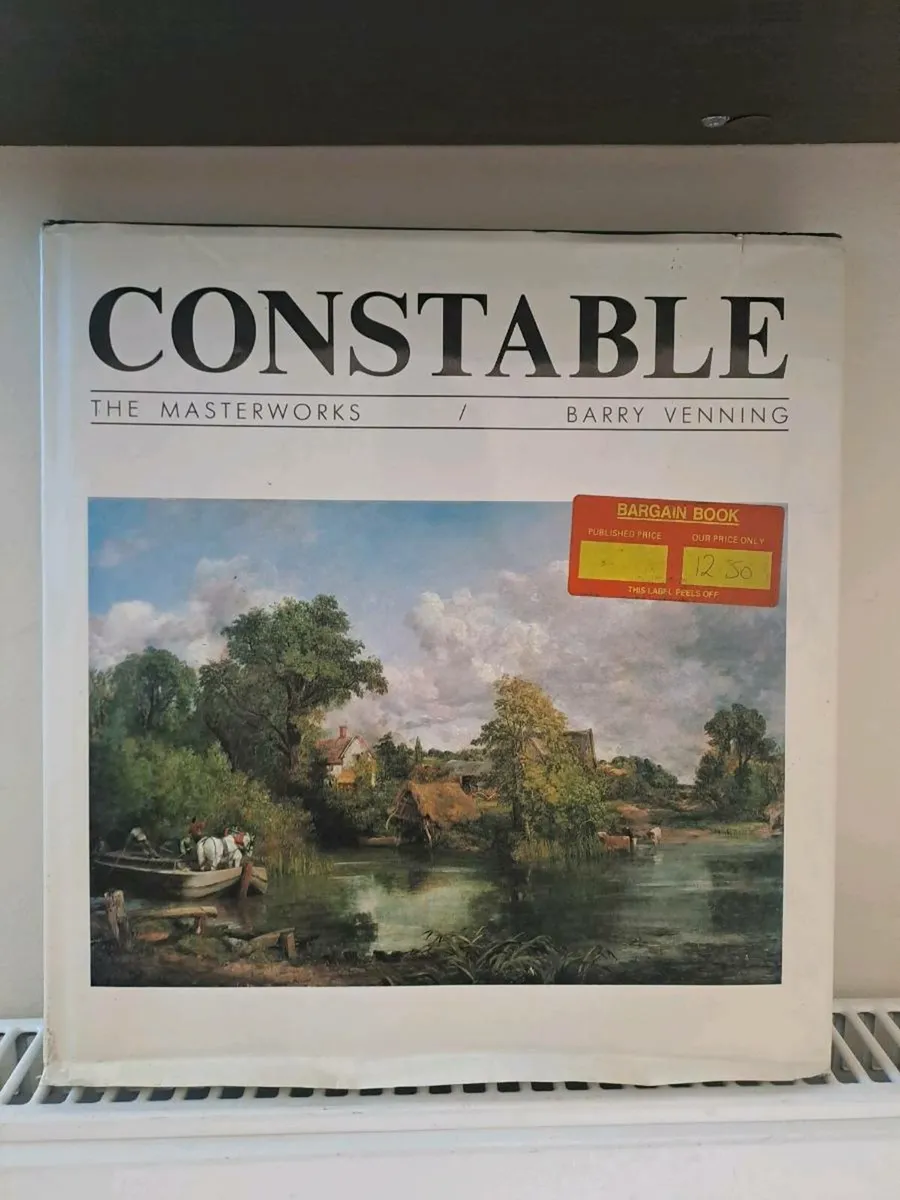 CONSTABLE
THE MASTERWORKS / BARRY VENNING
BARGAIN BOOK
PUBLISHED PRICE OUR PRICE ONLY
12 50
THIS LABEL PEELS OFF